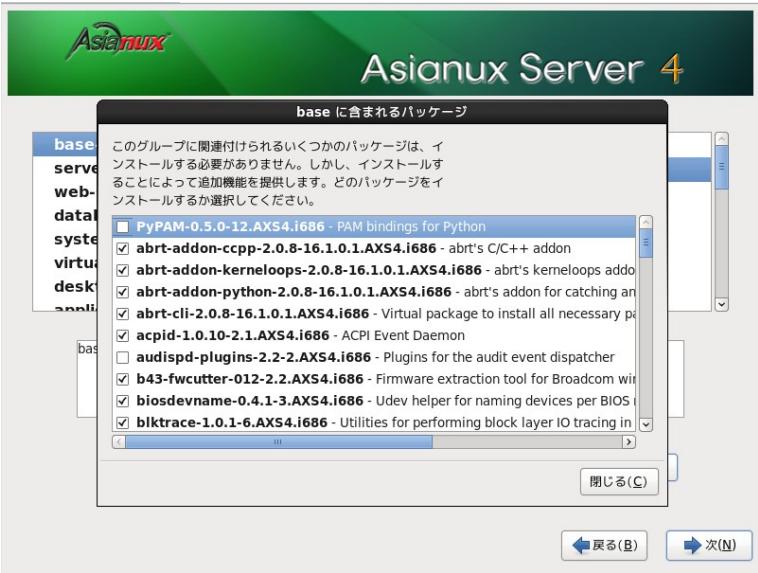 Asianux
Asianux Server 4
base に含まれるパッケージ
このグループに関連付けられるいくつかのパッケージは、イ
ンストールする必要がありません。しかし、インストールす
ることによって追加機能を提供します。どのパッケージをイ
ンストールするか選択してください。
base-
serve
web-
datal
syste
virtua
desk
appli
bas
PyPAM-0.5.0-12.AXS4.i686 - PAM bindings for Python
abrt-addon-ccpp-2.0.8-16.1.0.1.AXS4.i686 - abrt's C/C++ addon
abrt-addon-kerneloops-2.0.8-16.1.0.1.AXS4.i686 - abrt's kerneloops addo
abrt-addon-python-2.0.8-16.1.0.1.AXS4.i686 - abrt's addon for catching an
abrt-cli-2.0.8-16.1.0.1.AXS4.i686 - Virtual package to install all necessary pa
acpid-1.0.10-2.1.AXS4.i686 - ACPI Event Daemon
audispd-plugins-2.2-2.AXS4.i686 - Plugins for the audit event dispatcher
b43-fwcutter-012-2.2.AXS4.i686 - Firmware extraction tool for Broadcom wir
biosdevname-0.4.1-3.AXS4.i686 - Udev helper for naming devices per BIOS
blktrace-1.0.1-6.AXS4.i686 - Utilities for performing block layer IO tracing in
閉じる(C)
戻る(B)
次(N)